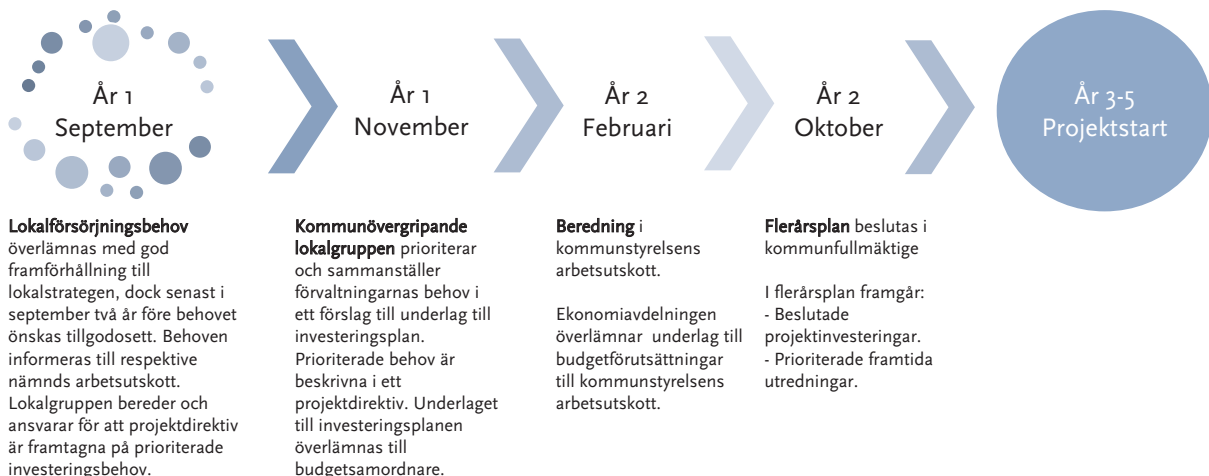 År 1
September
År 1
November
År 2
Februari
År 2
Oktober
År 3-5
Projektstart
Lokalförsörjningsbehov
överlämnas med god
framförhållning till
lokalstrategen, dock senast i
september två år före behovet
önskas tillgodosett. Behoven
informeras till respektive
nämnds arbetsutskott.
Lokalgruppen bereder och
ansvarar för att projektdirektiv
är framtagna på prioriterade
investeringsbehov.
Kommunövergripande
lokalgruppen prioriterar
och sammanställer
förvaltningarnas behov i
ett förslag till underlag till
investeringsplan.
Prioriterade behov är
beskrivna i ett
projektdirektiv. Underlaget
till investeringsplanen
överlämnas till
budgetsamordnare.
Beredning i
kommunstyrelsens
arbetsutskott.
Ekonomiavdelningen
överlämnar underlag till
budgetförutsättningar
till kommunstyrelsens
arbetsutskott.
Flerårsplan beslutas i
kommunfullmäktige
I flerårsplan framgår:
- Beslutade
projektinvesteringar.
- Prioriterade framtida
utredningar.